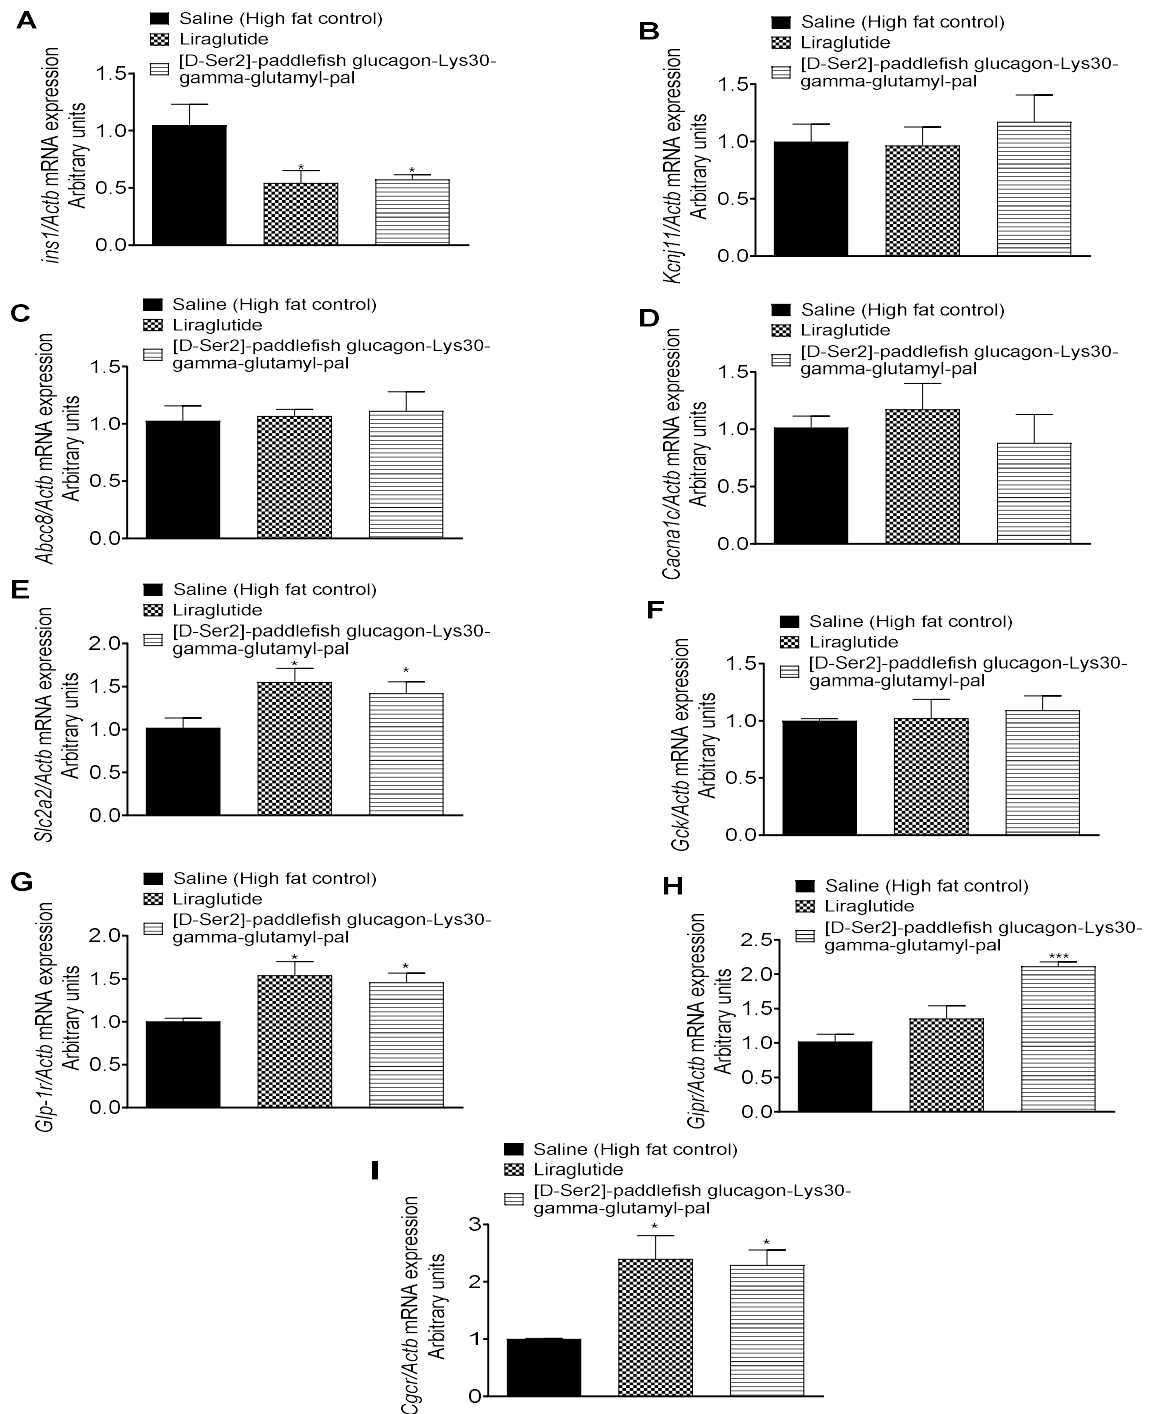 A
Saline (High fat control)
Liraglutide
[D-Ser2]-paddlefish glucagon-Lys30-
gamma-glutamyl-pal
ins1/Actb mRNA expression
Arbitrary units
1.5
1.0
0.5
0.0
*
*
B
Saline (High fat control)
Liraglutide
[D-Ser2]-paddlefish glucagon-Lys30-
gamma-glutamyl-pal
Kcnj11/Actb mRNA expression
Arbitrary units
1.5
1.0
0.5
0.0
C
Saline (High fat control)
Liraglutide
[D-Ser2]-paddlefish glucagon-Lys30-
gamma-glutamyl-pal
Abcc8/Actb mRNA expression
Arbitrary units
1.5
1.0
0.5
0.0
D
Saline (High fat control)
Liraglutide
[D-Ser2]-paddlefish glucagon-Lys30-
gamma-glutamyl-pal
Cacna1c/Actb mRNA expression
Arbitrary units
1.5
1.0
0.5
0.0
E
Saline (High fat control)
Liraglutide
[D-Ser2]-paddlefish glucagon-Lys30-
gamma-glutamyl-pal
Slc2a2/Actb mRNA expression
Arbitrary units
2.0
1.5
1.0
0.5
0.0
*
*
F
Saline (High fat control)
Liraglutide
[D-Ser2]-paddlefish glucagon-Lys30-
gamma-glutamyl-pal
Gck/Actb mRNA expression
Arbitrary units
1.5
1.0
0.5
0.0
G
Saline (High fat control)
Liraglutide
[D-Ser2]-paddlefish glucagon-Lys30-
gamma-glutamyl-pal
Glp-1r/Actb mRNA expression
Arbitrary units
2.0
1.5
1.0
0.5
0.0
*
*
H
Saline (High fat control)
Liraglutide
[D-Ser2]-paddlefish glucagon-Lys30-
gamma-glutamyl-pal
Gipr/Actb mRNA expression
Arbitrary units
2.5
2.0
1.5
1.0
0.5
0.0
***
I
Saline (High fat control)
Liraglutide
[D-Ser2]-paddlefish glucagon-Lys30-
gamma-glutamyl-pal
Cgcr/Actb mRNA expression
Arbitrary units
3
2
1
0
*
*